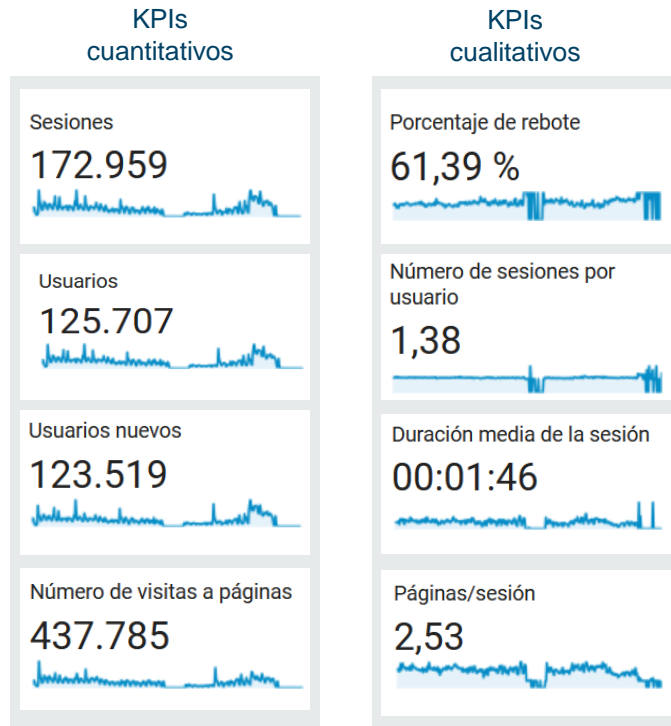 KPIs
cuantitativos
Sesiones
172.959
Usuarios
125.707
Usuarios nuevos
123.519
Número de visitas a páginas
437.785
KPIs
cualitativos
Porcentaje de rebote
61,39 %
Número de sesiones por
usuario
1,38
Duración media de la sesión
00:01:46
Páginas/sesión
2,53